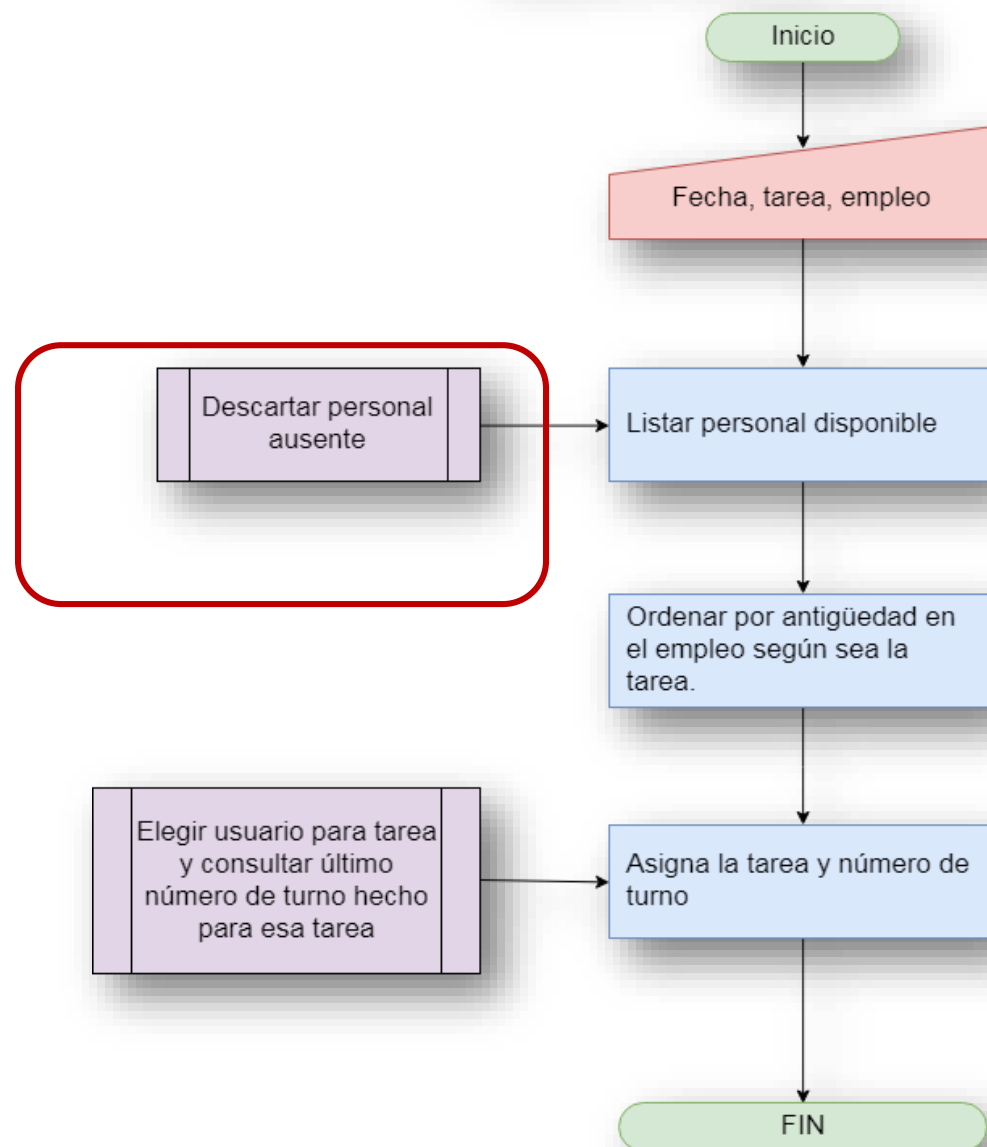 Inicio
Fecha, tarea, empleo
Descartar personal
ausente
Listar personal disponible
Ordenar por antigüedad en
el empleo según sea la
tarea.
Elegir usuario para tarea
y consultar último
número de turno hecho
para esa tarea
Asigna la tarea y número de
turno
FIN